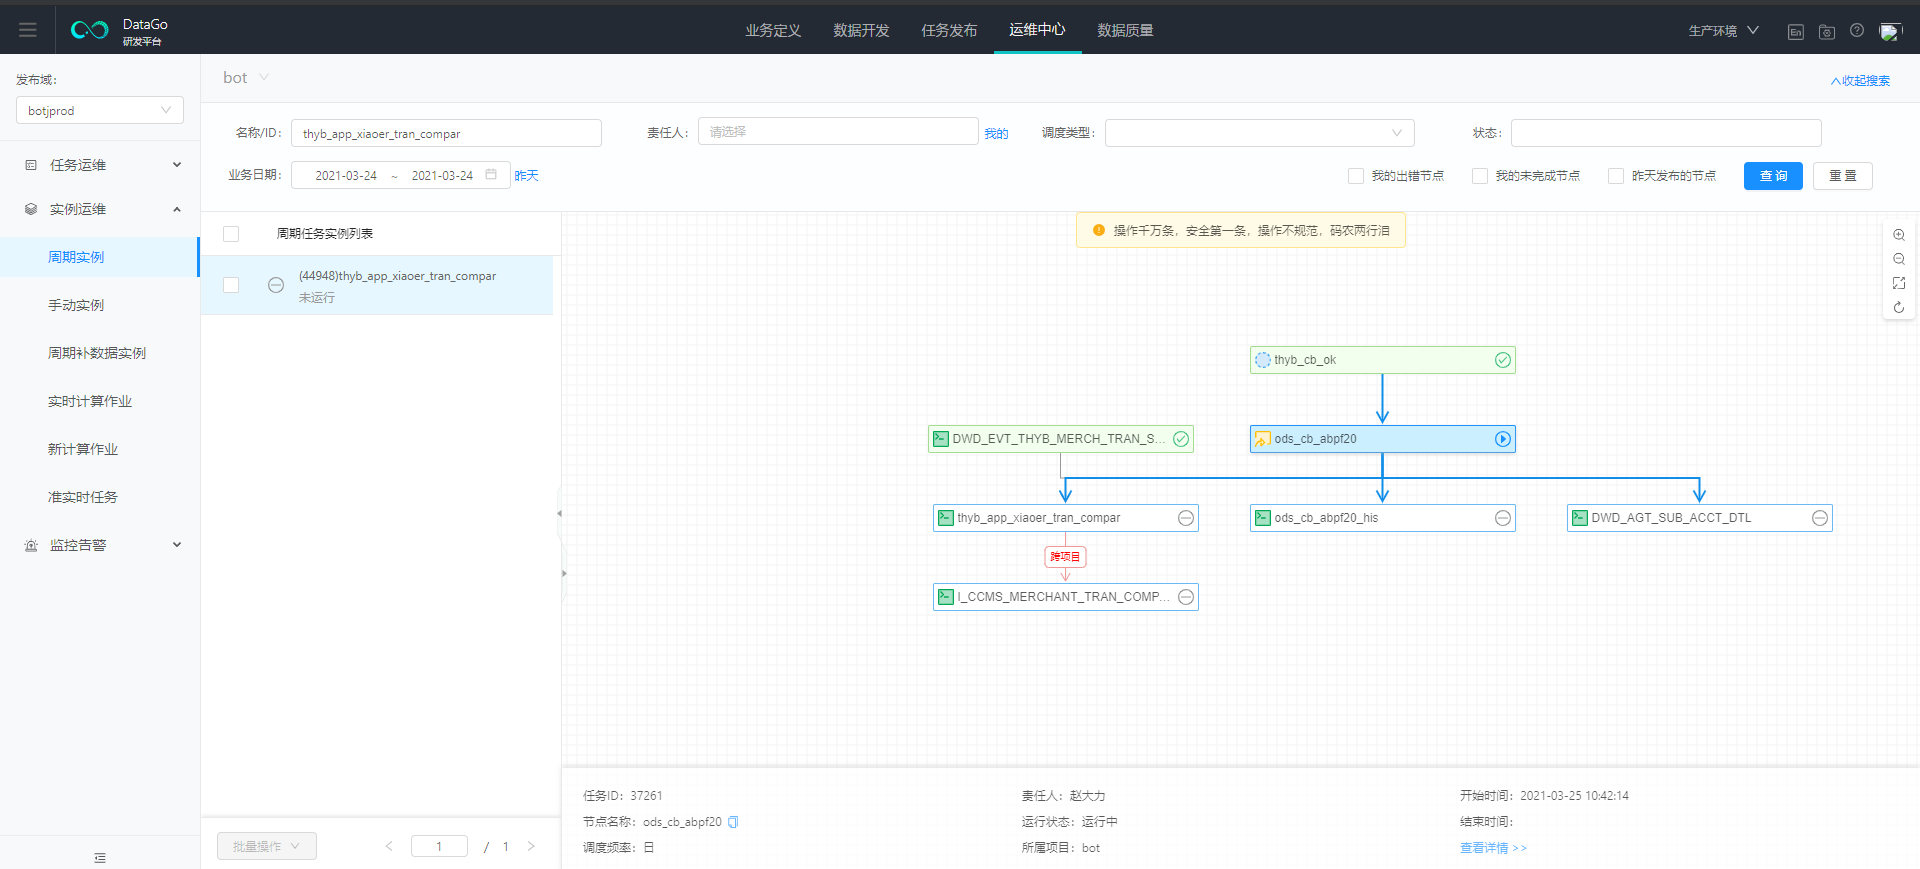 DataGo
研发平台
业务定义
数据开发
任务发布
运维中心
数据质量
生产环境
En
发布域:
botjprod
任务运维
实例运维
周期实例
手动实例
周期补数据实例
实时计算作业
新计算作业
准实时任务
监控告警
bot
收起搜索
名称/ID:
thyb_app_xiaoer_tran_compar
责任人:
请选择
我的
调度类型:
状态:
业务日期:
2021-03-24 ~ 2021-03-24
昨天
我的出错节点
我的未完成节点
昨天发布的节点
查 询
重 置
周期任务实例列表
(44948)thyb_app_xiaoer_tran_compar
未运行
操作千万条，安全第一条，操作不规范，码农两行泪
thyb_cb_ok
DWD_EVT_THYB_MERCH_TRAN_S...
ods_cb_abpf20
thyb_app_xiaoer_tran_compar
ods_cb_abpf20_his
DWD_AGT_SUB_ACCT_DTL
跨项目
I_CCMS_MERCHANT_TRAN_COMP...
批量操作
1 / 1
任务ID: 37261
责任人: 赵大力
开始时间: 2021-03-25 10:42:14
节点名称: ods_cb_abpf20
运行状态: 运行中
结束时间:
调度频率: 日
所属项目: bot
查看详情 >>